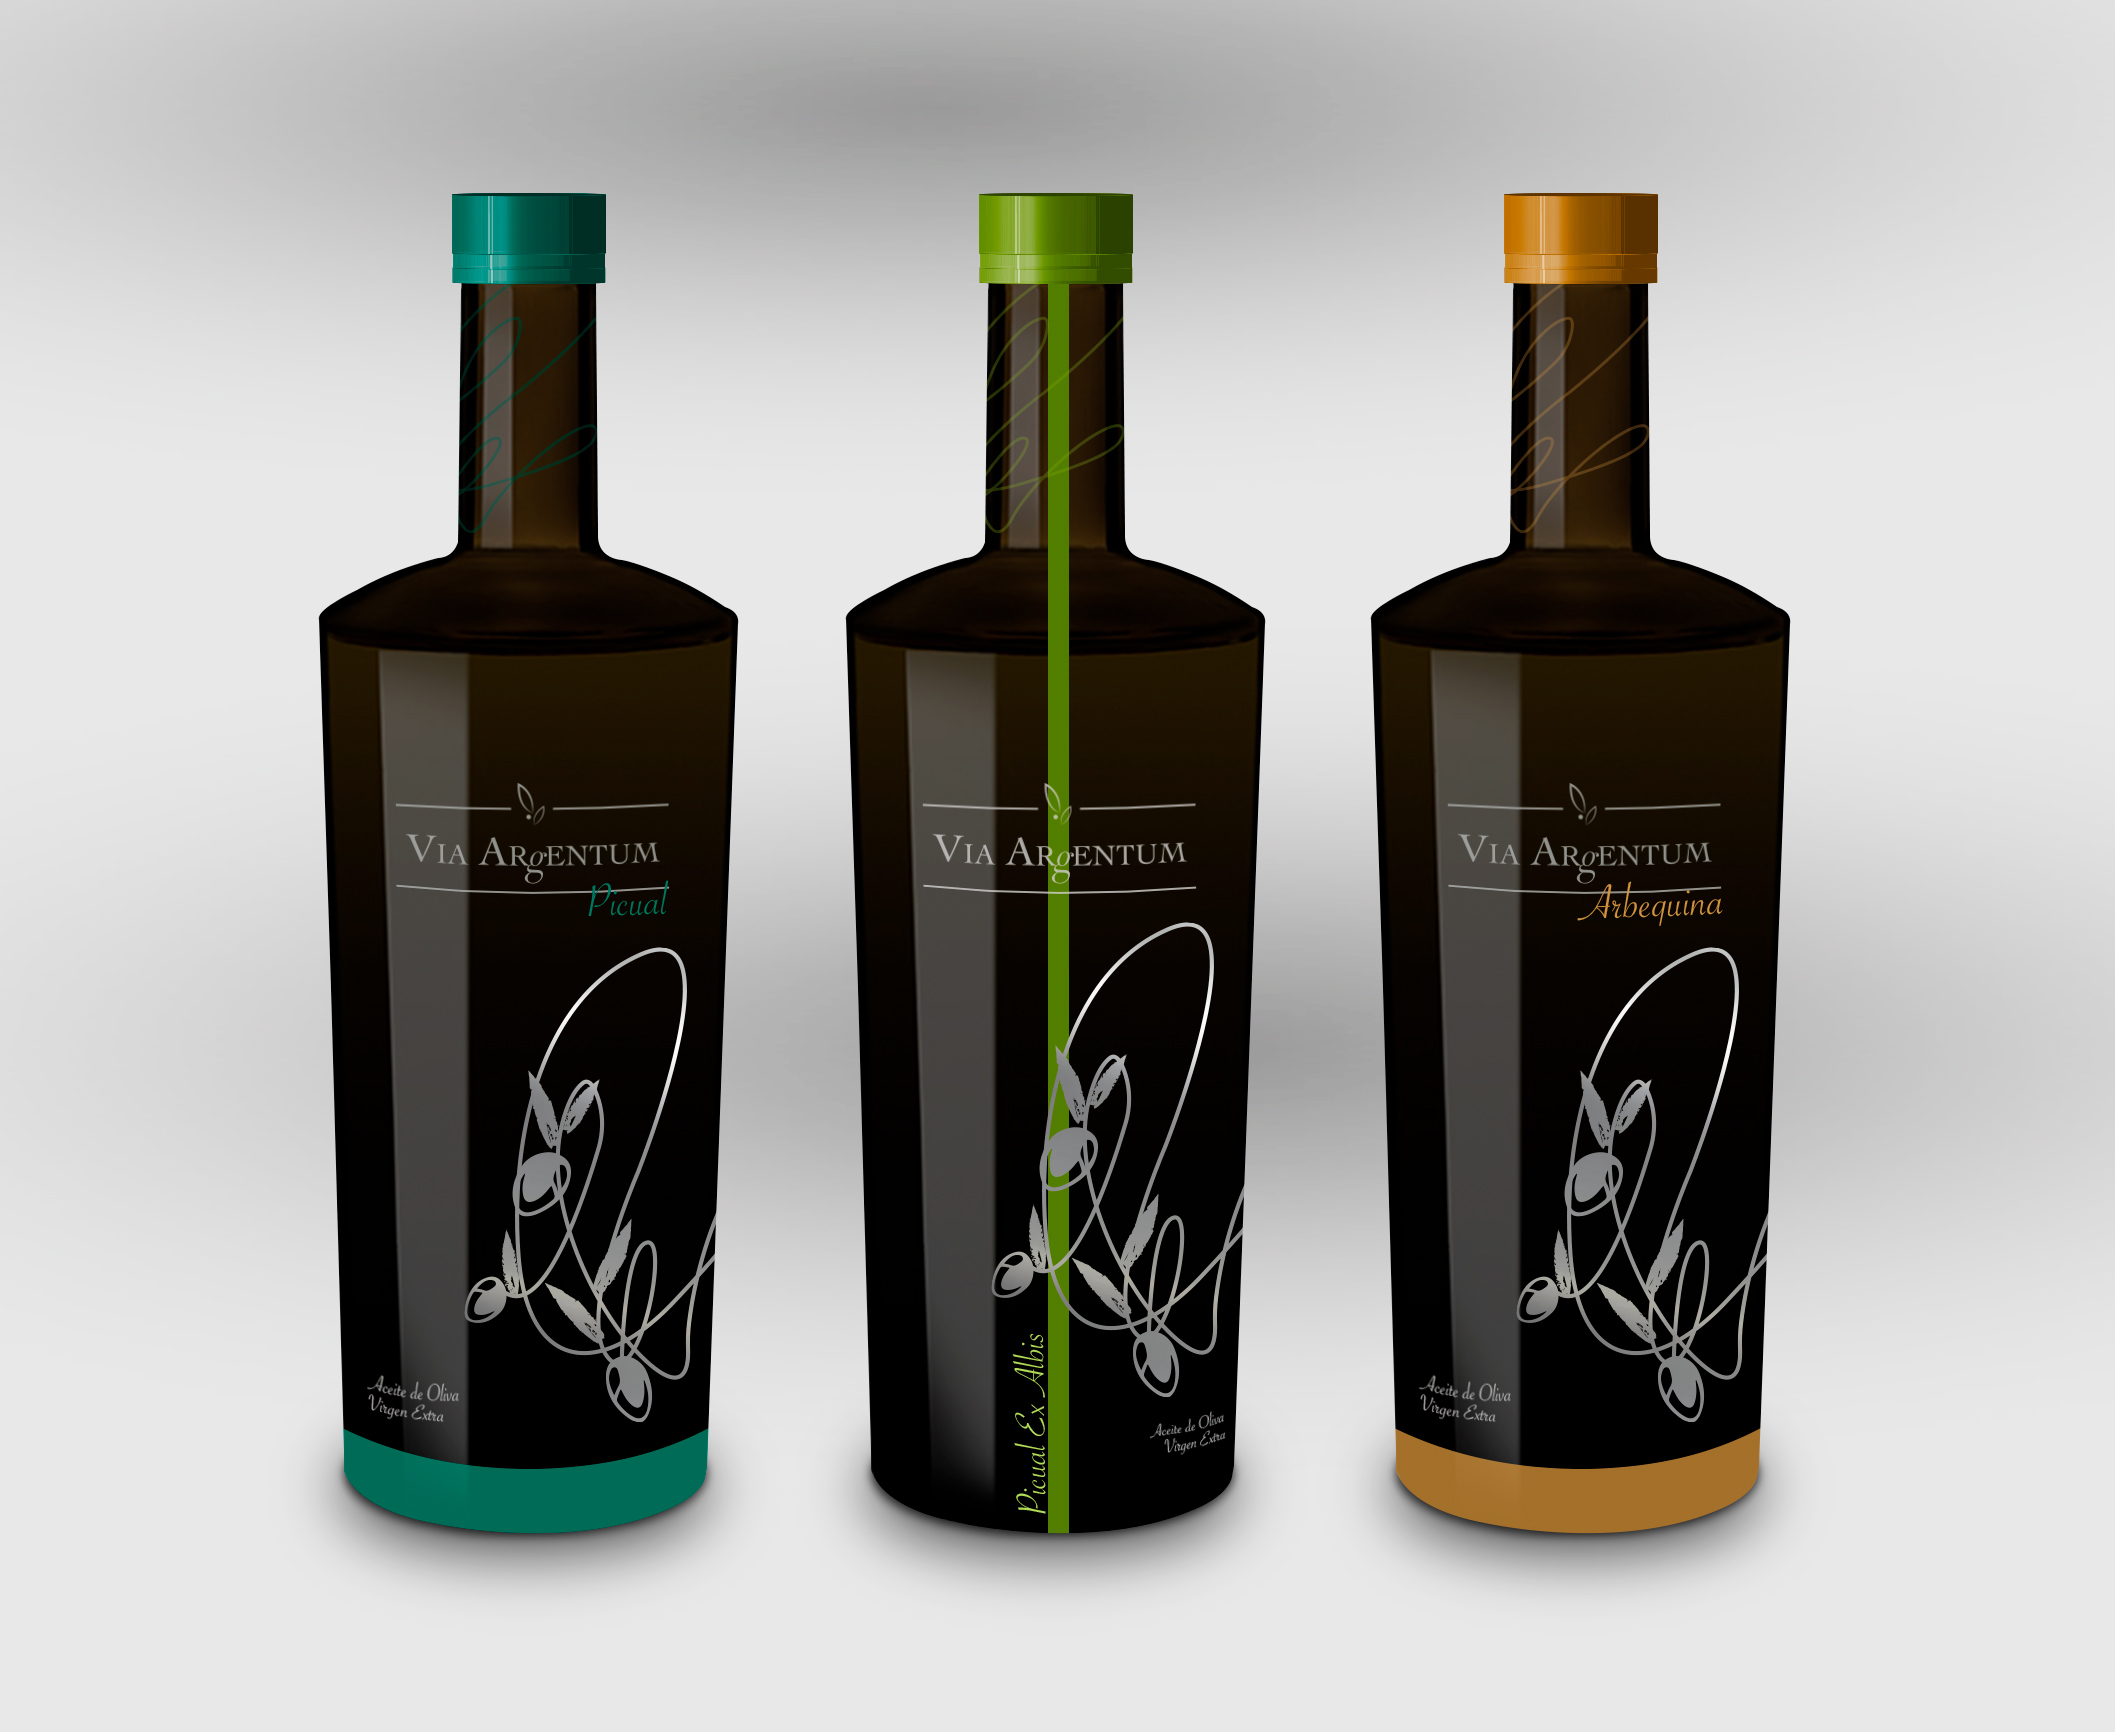 Via Argentum
Picual
Aceite de Oliva
Virgen Extra
Via Argentum
Picual Ex Albis
Aceite de Oliva
Virgen Extra
Via Argentum
Arbequina
Aceite de Oliva
Virgen Extra